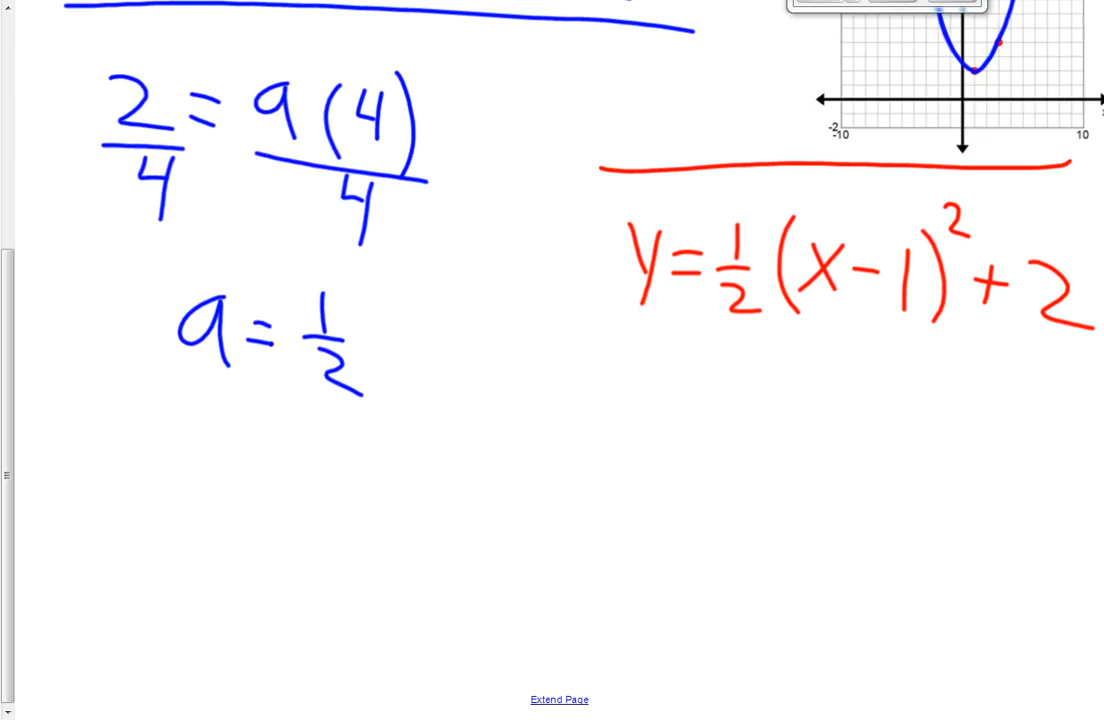 2/4 = a(4)/4
a = 1/2
-2
-10
10
y = 1/2 (x - 1)² + 2
Extend Page